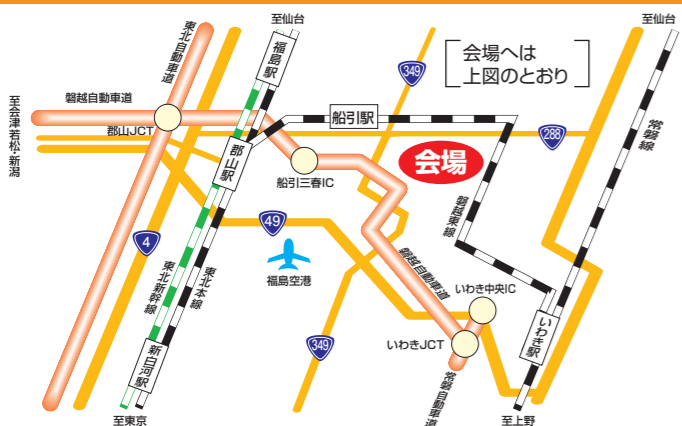 至仙台
至仙台
東北自動車道
福島駅
349
会場へは
上図のとおり
磐越自動車道
船引駅
至会津若松・新潟
郡山JCT
288
常磐線
郡山駅
会場
船引三春IC
49
磐越東線
4
福島空港
東北新幹線
東北本線
磐越自動車道
いわき中央IC
いわき駅
349
いわきJCT
新白河駅
常磐自動車道
至東京
至上野